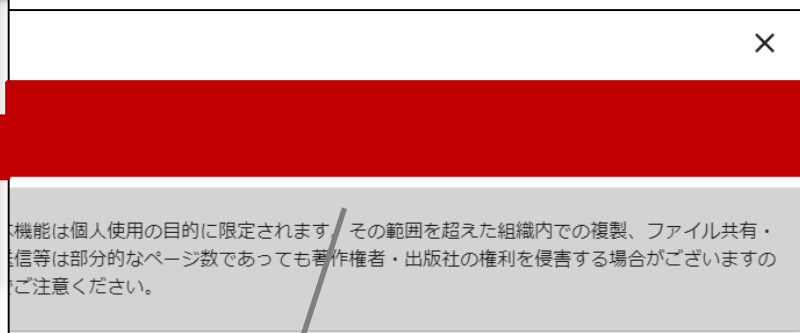 機能は個人使用の目的に限定されます。その範囲を超えた組織内での複製、ファイル共有・
信等は部分的なページ数であっても著作権者・出版社の権利を侵害する場合がございますの
でご注意ください。